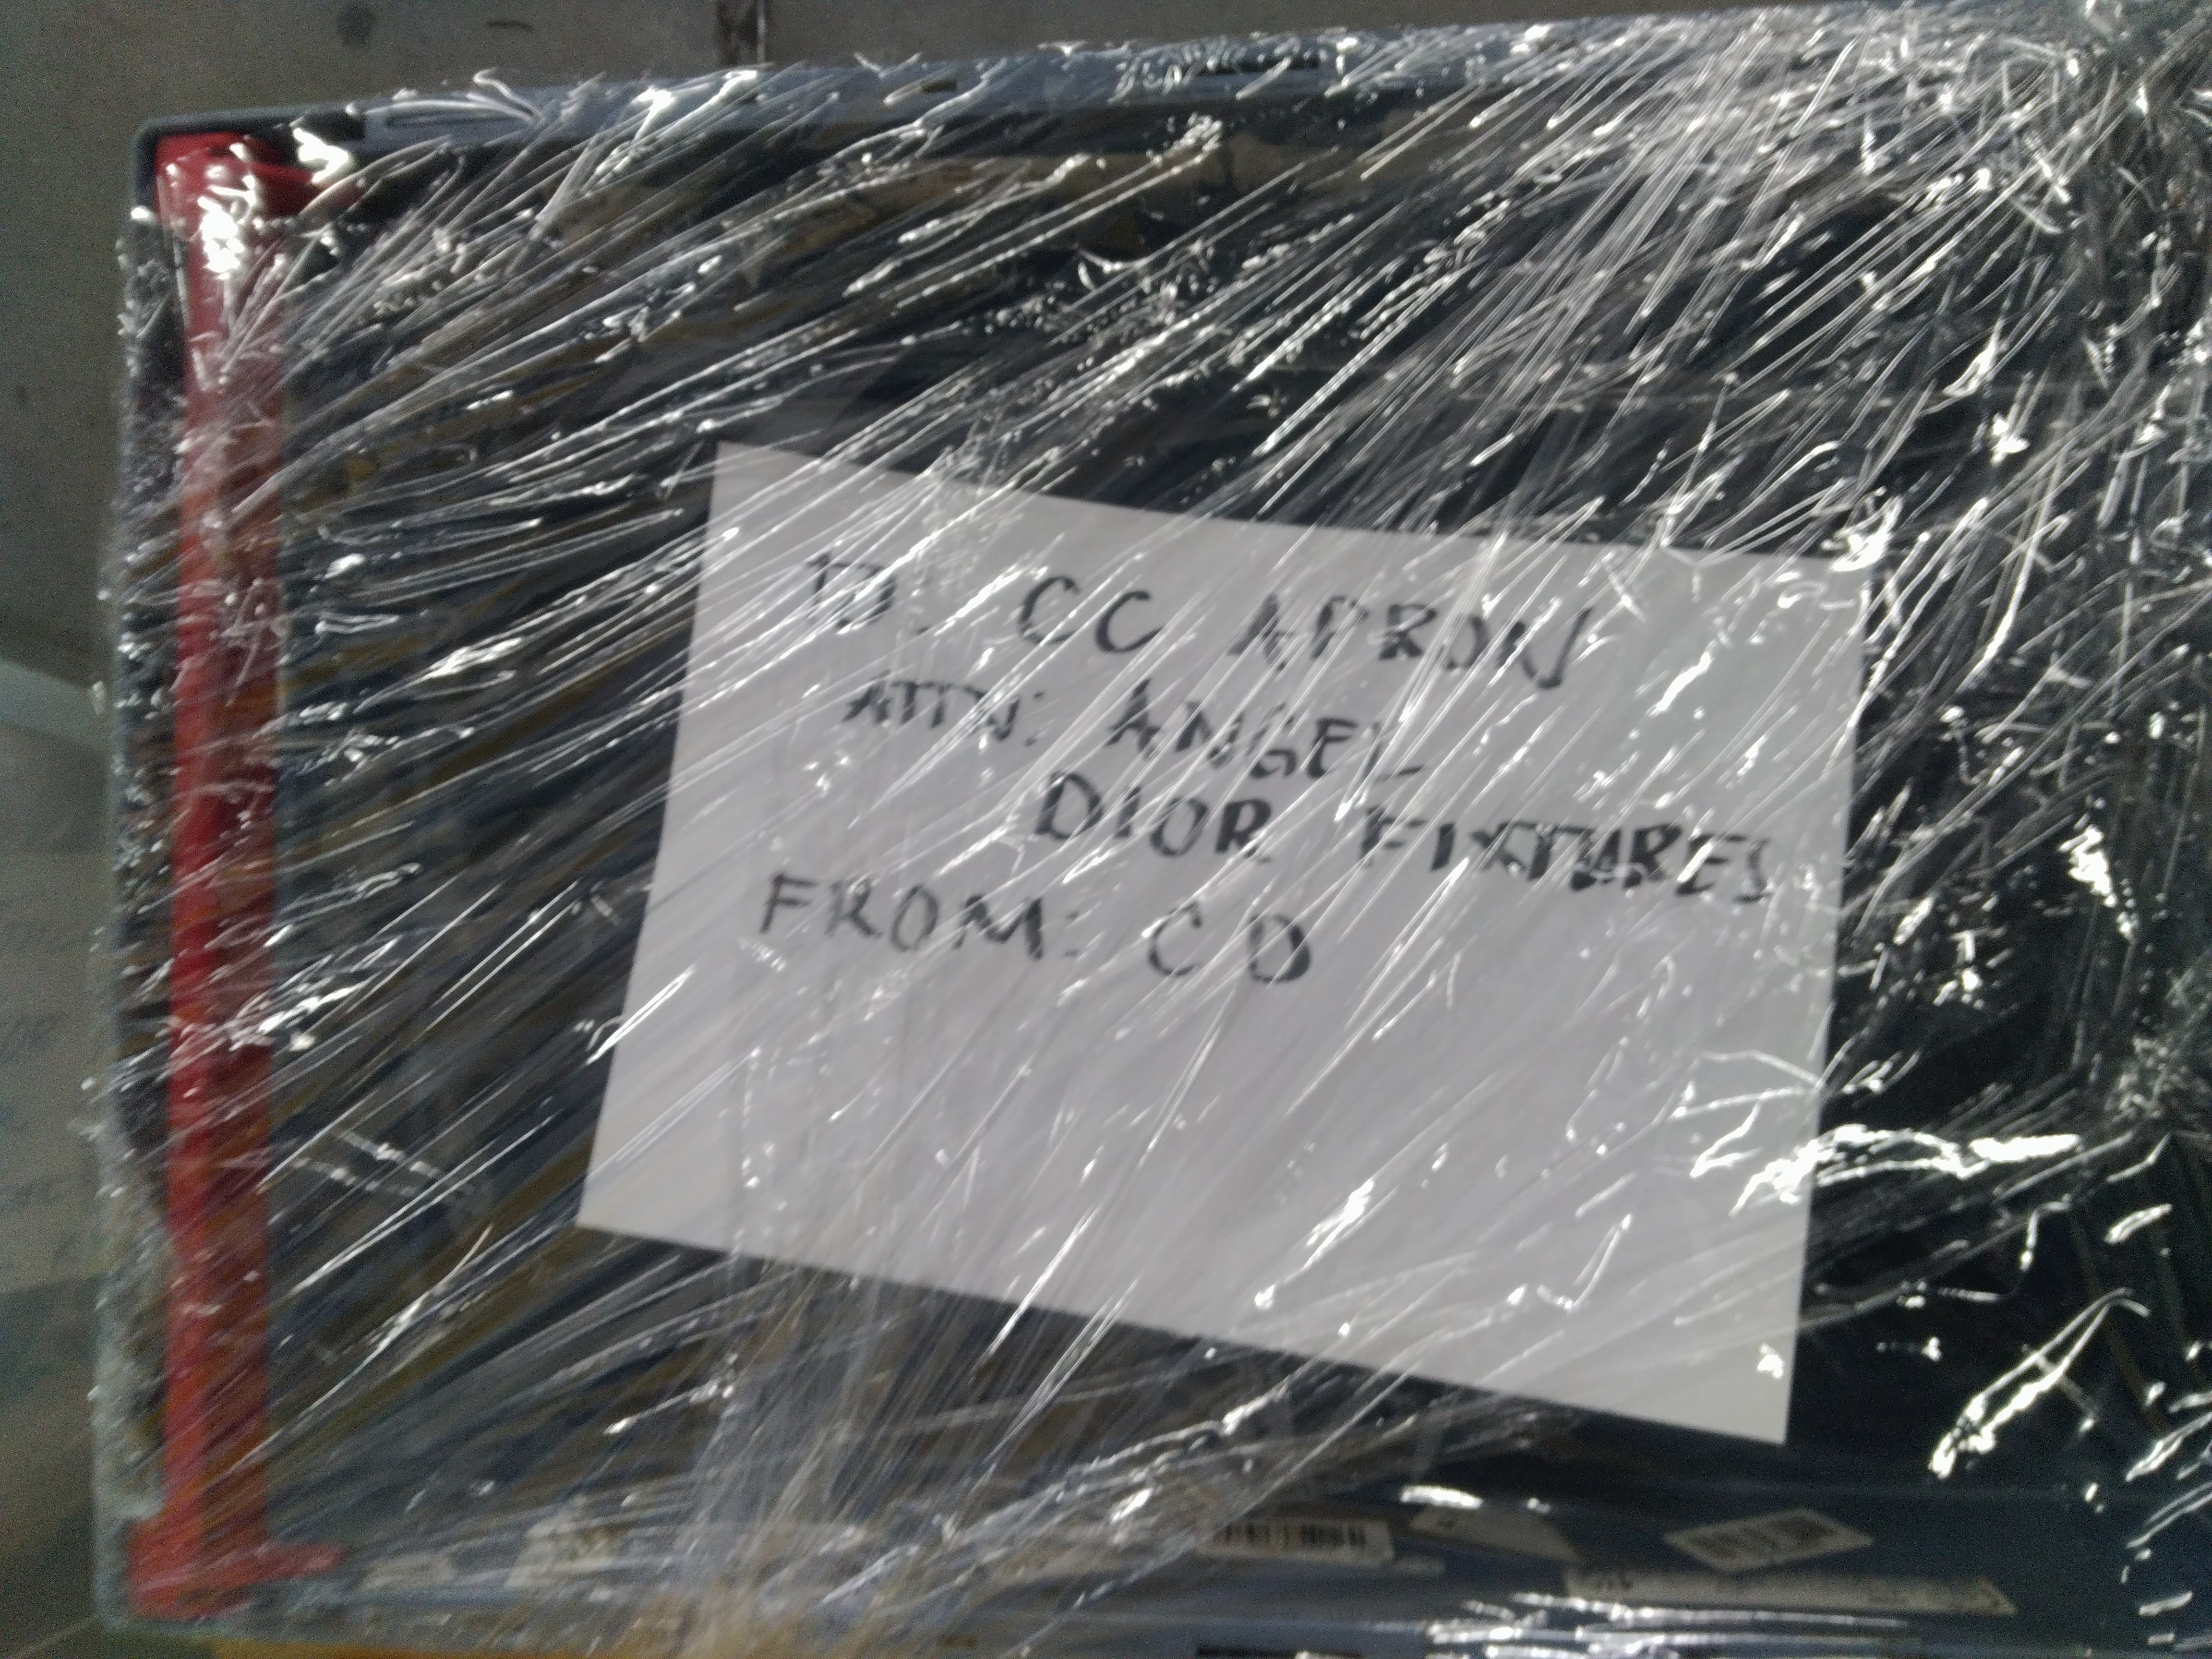 TO: CC APRON
ATTN: ANGEL
DIOR FIXTURES
FROM: CD